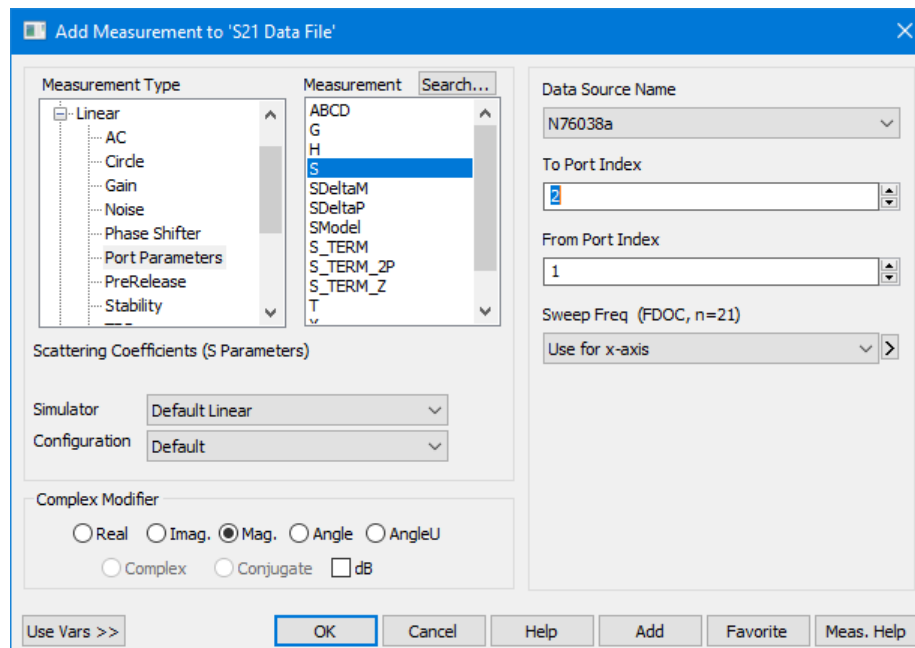 Add Measurement to 'S21 Data File'
Measurement Type
Linear
AC
Circle
Gain
Noise
Phase Shifter
Port Parameters
PreRelease
Stability
Measurement
Search...
ABCD
G
H
S
SDeltaM
SDeltaP
SModel
S_TERM
S_TERM_2P
S_TERM_Z
T
Scattering Coefficients (S Parameters)
Simulator
Default Linear
Configuration
Default
Complex Modifier
Real Imag. Mag. Angle AngleU
Complex Conjugate dB
Data Source Name
N76038a
To Port Index
2
From Port Index
1
Sweep Freq (FDOC, n=21)
Use for x-axis
>
Use Vars >> OK Cancel Help Add Favorite Meas. Help